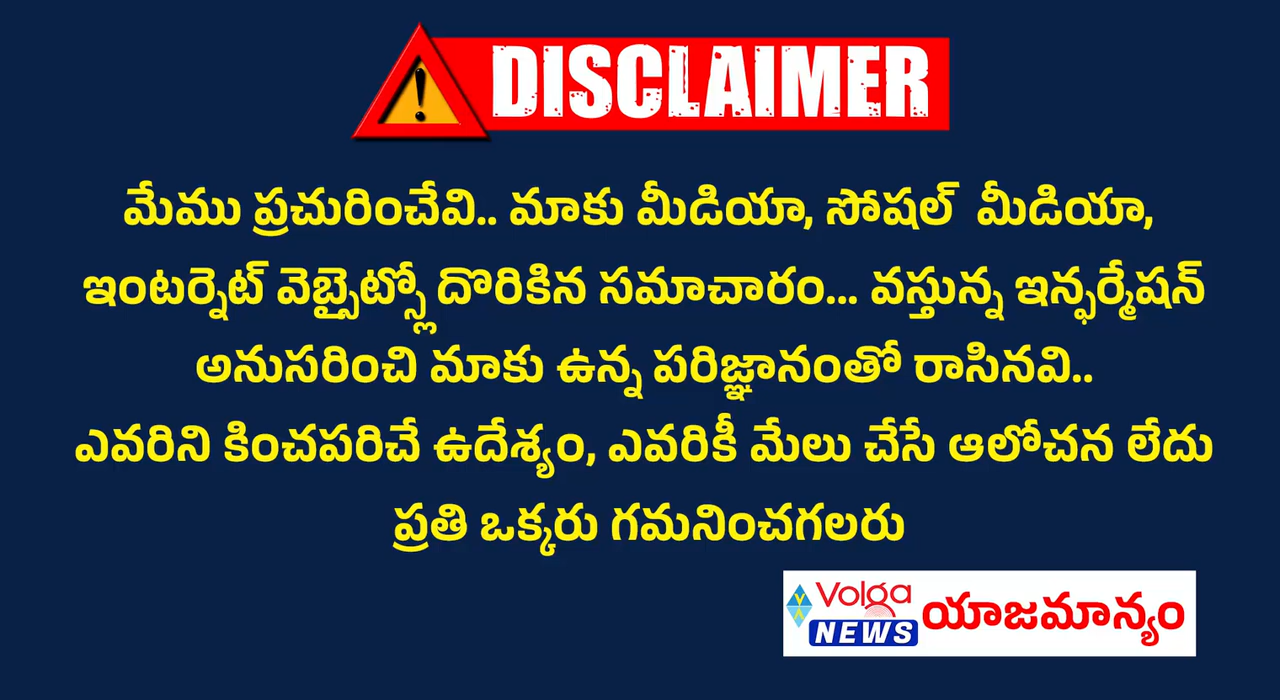 DISCLAIMER
మేము ప్రచురించేవి.. మాకు మీడియా, సోషల్ మీడియా,
ఇంటర్నెట్ వెబ్సైట్స్లో దొరికిన సమాచారం... వస్తున్న ఇన్ఫర్మేషన్
అనుసరించి మాకు ఉన్న పరిజ్ఞానంతో రాసినవి..
ఎవరిని కించపరిచే ఉదేశ్యం, ఎవరికీ మేలు చేసే ఆలోచన లేదు
ప్రతి ఒక్కరు గమనించగలరు
Volga
NEWS యాజమాన్యం